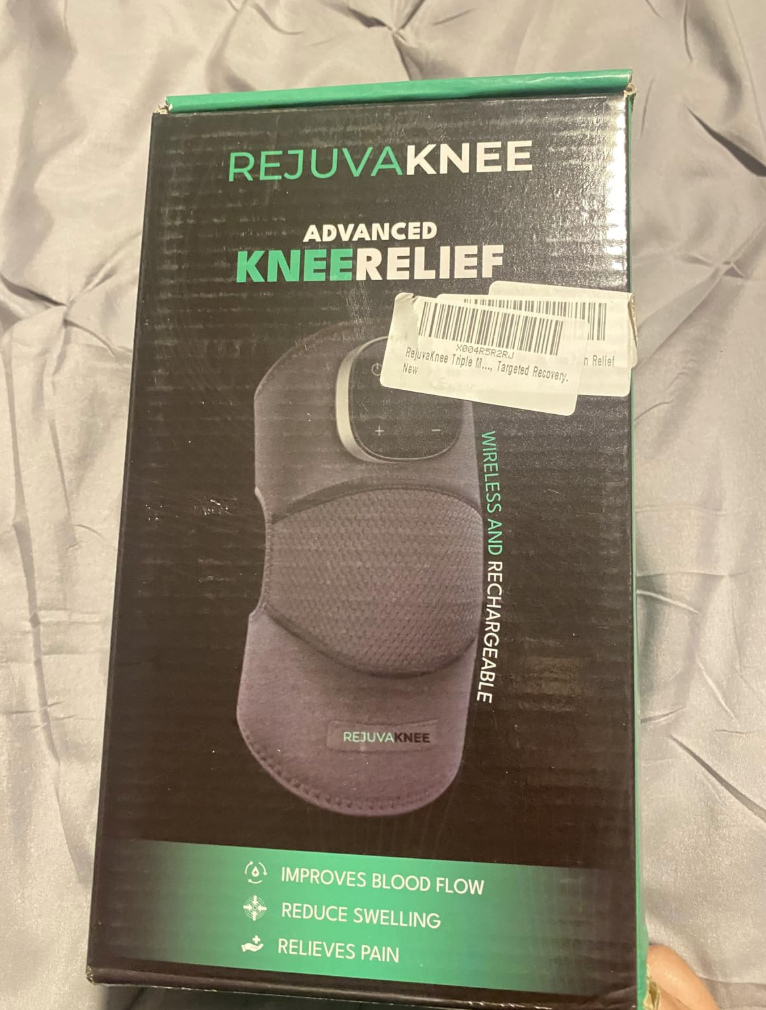 REJUVAKNEE
ADVANCED
KNEERELIEF
X004R5R2RJ
RejuvaKnee Triple M..., Targeted Recovery,
New
n Relief
WIRELESS AND RECHARGEABLE
+ −
REJUVAKNEE
IMPROVES BLOOD FLOW
REDUCE SWELLING
RELIEVES PAIN